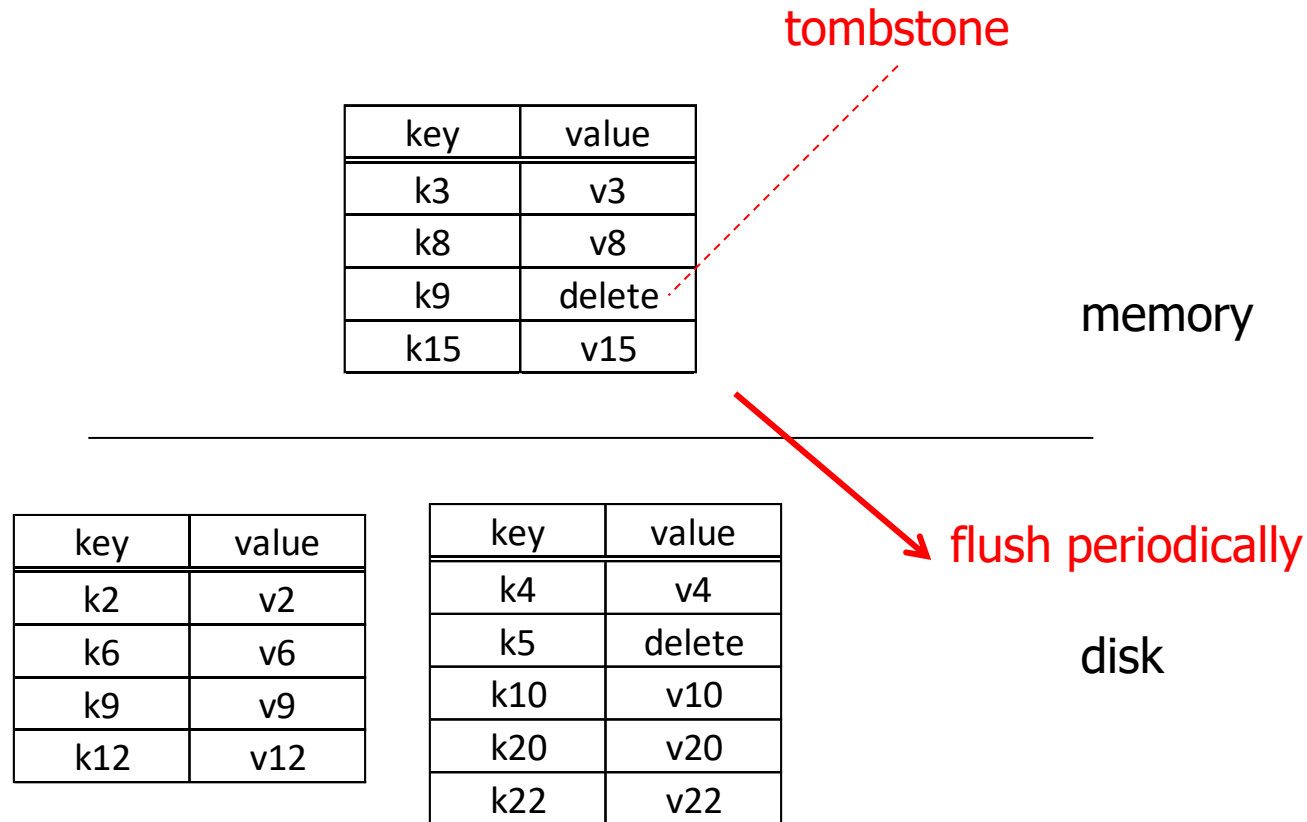 tombstone
key value
k3 v3
k8 v8
k9 delete
k15 v15
memory
key value
k2 v2
k6 v6
k9 v9
k12 v12
key value
k4 v4
k5 delete
k10 v10
k20 v20
k22 v22
flush periodically
disk